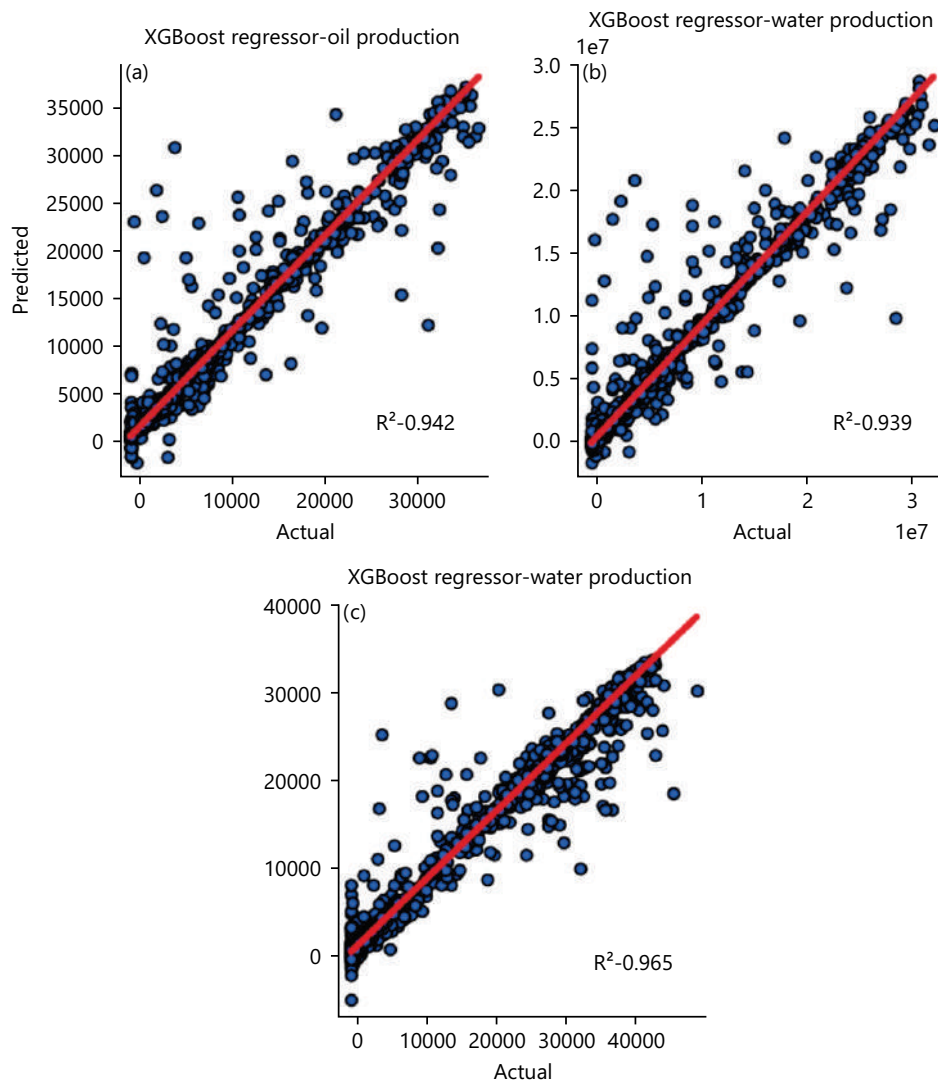 XGBoost regressor-oil production
(a)
Predicted
35000
30000
25000
20000
15000
10000
5000
0
R²-0.942
0 10000 20000 30000
Actual
XGBoost regressor-water production
1e7
(b)
3.0
2.5
2.0
1.5
1.0
0.5
0.0
R²-0.939
0 1 2 3
Actual 1e7
XGBoost regressor-water production
(c)
40000
30000
20000
10000
0
R²-0.965
0 10000 20000 30000 40000
Actual